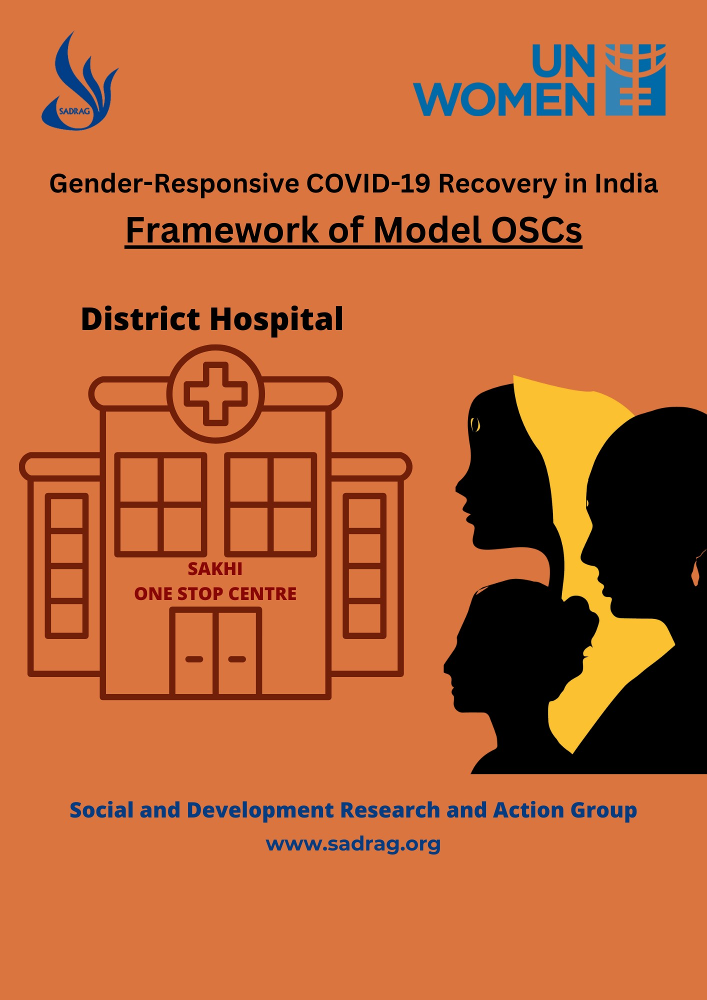 SADRAG
UN
WOMEN
Gender-Responsive COVID-19 Recovery in India
Framework of Model OSCs
District Hospital
SAKHI
ONE STOP CENTRE
Social and Development Research and Action Group
www.sadrag.org